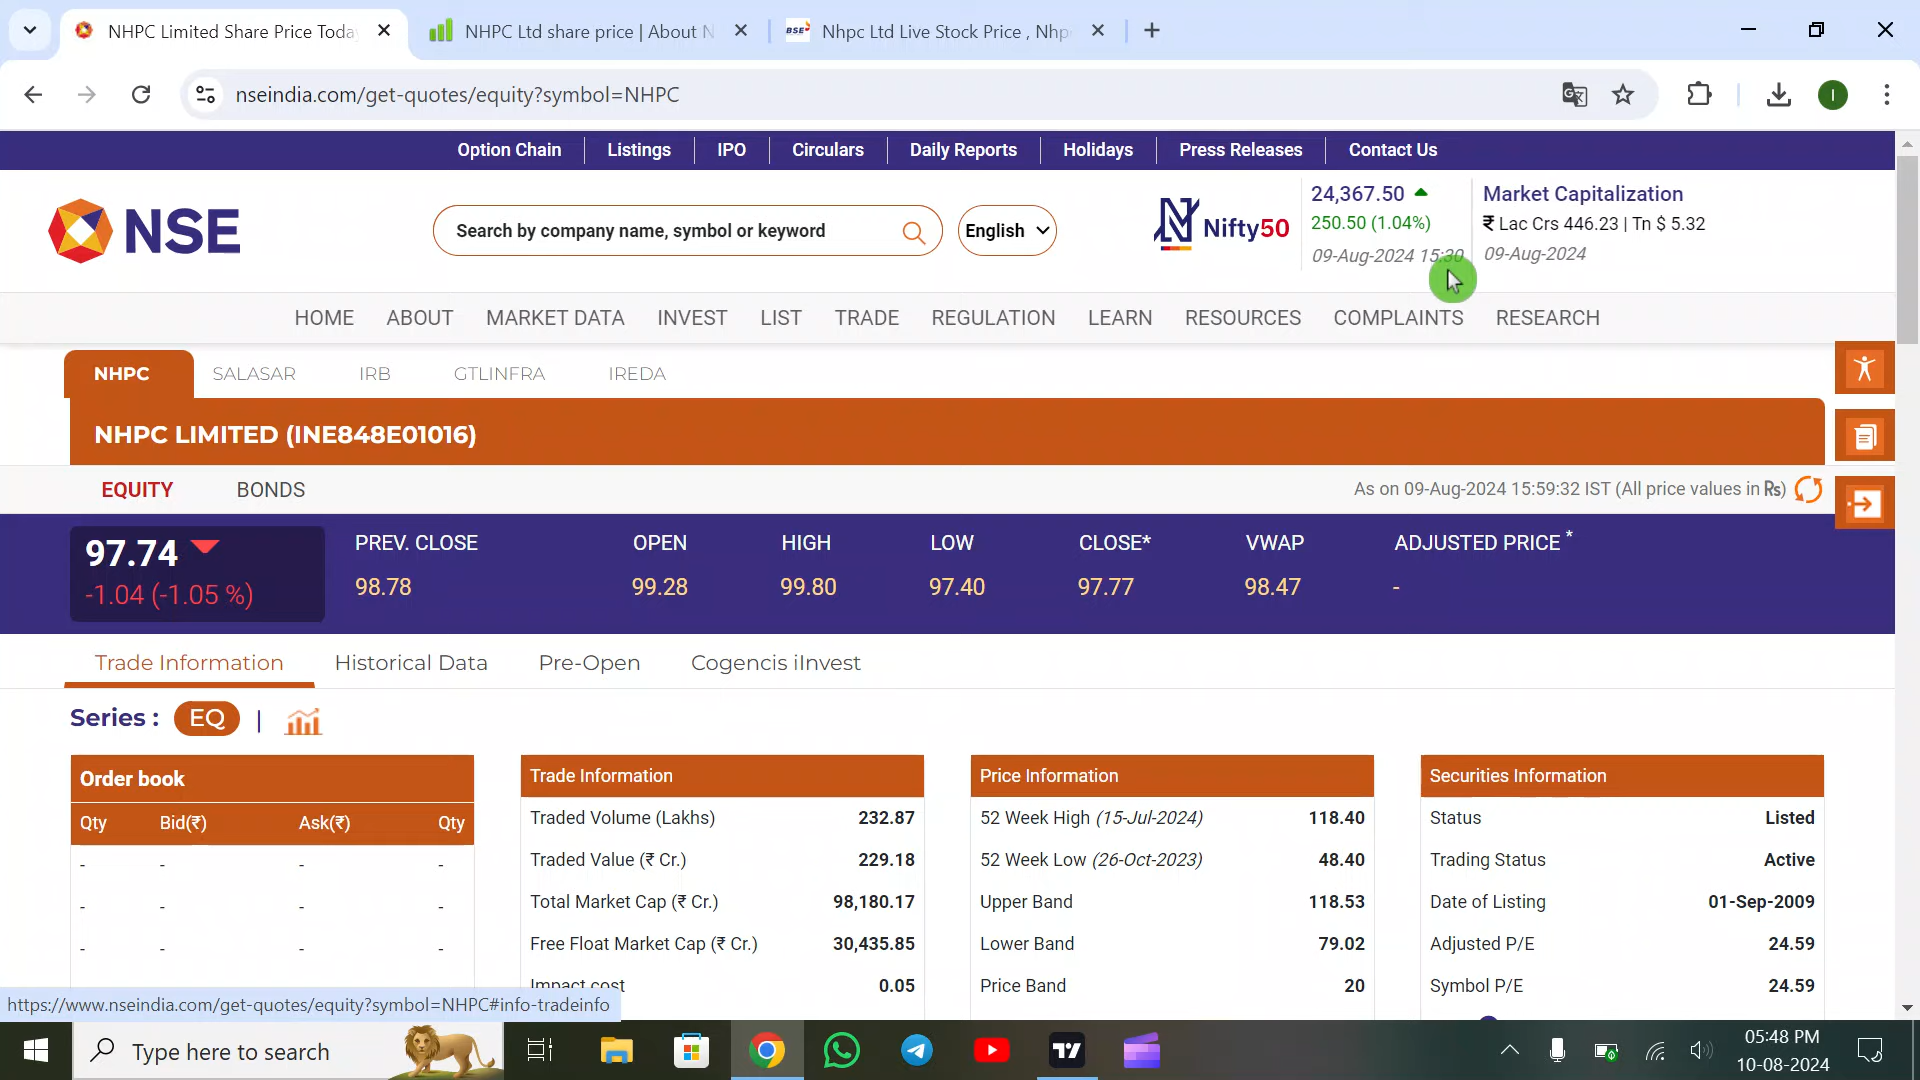 NHPC Limited Share Price Today
NHPC Ltd share price | About N
BSE
Nhpc Ltd Live Stock Price , Nhp
nseindia.com/get-quotes/equity?symbol=NHPC
I
Option Chain
Listings
IPO
Circulars
Daily Reports
Holidays
Press Releases
Contact Us
NSE
Search by company name, symbol or keyword
English
Nifty50
24,367.50
250.50 (1.04%)
09-Aug-2024 15:30
Market Capitalization
₹ Lac Crs 446.23 | Tn $ 5.32
09-Aug-2024
HOME
ABOUT
MARKET DATA
INVEST
LIST
TRADE
REGULATION
LEARN
RESOURCES
COMPLAINTS
RESEARCH
NHPC
SALASAR
IRB
GTLINFRA
IREDA
NHPC LIMITED (INE848E01016)
EQUITY
BONDS
As on 09-Aug-2024 15:59:32 IST (All price values in Rs)
97.74
-1.04 (-1.05 %)
PREV. CLOSE
OPEN
HIGH
LOW
CLOSE*
VWAP
ADJUSTED PRICE *
98.78
99.28
99.80
97.40
97.77
98.47
-
Trade Information
Historical Data
Pre-Open
Cogencis iInvest
Series :
EQ
|
Order book
Qty
Bid(₹)
Ask(₹)
Qty
- - - -
- - - -
- - - -
Trade Information
Traded Volume (Lakhs) 232.87
Traded Value (₹ Cr.) 229.18
Total Market Cap (₹ Cr.) 98,180.17
Free Float Market Cap (₹ Cr.) 30,435.85
Impact cost 0.05
Price Information
52 Week High (15-Jul-2024) 118.40
52 Week Low (26-Oct-2023) 48.40
Upper Band 118.53
Lower Band 79.02
Price Band 20
Securities Information
Status Listed
Trading Status Active
Date of Listing 01-Sep-2009
Adjusted P/E 24.59
Symbol P/E 24.59
https://www.nseindia.com/get-quotes/equity?symbol=NHPC#info-tradeinfo
Type here to search
05:48 PM
10-08-2024